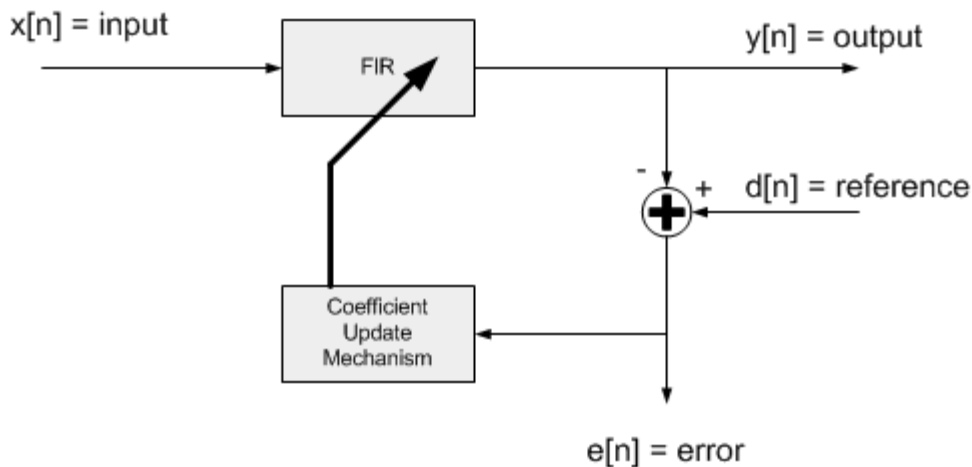 x[n] = input
y[n] = output
FIR
-
+
d[n] = reference
Coefficient
Update
Mechanism
e[n] = error